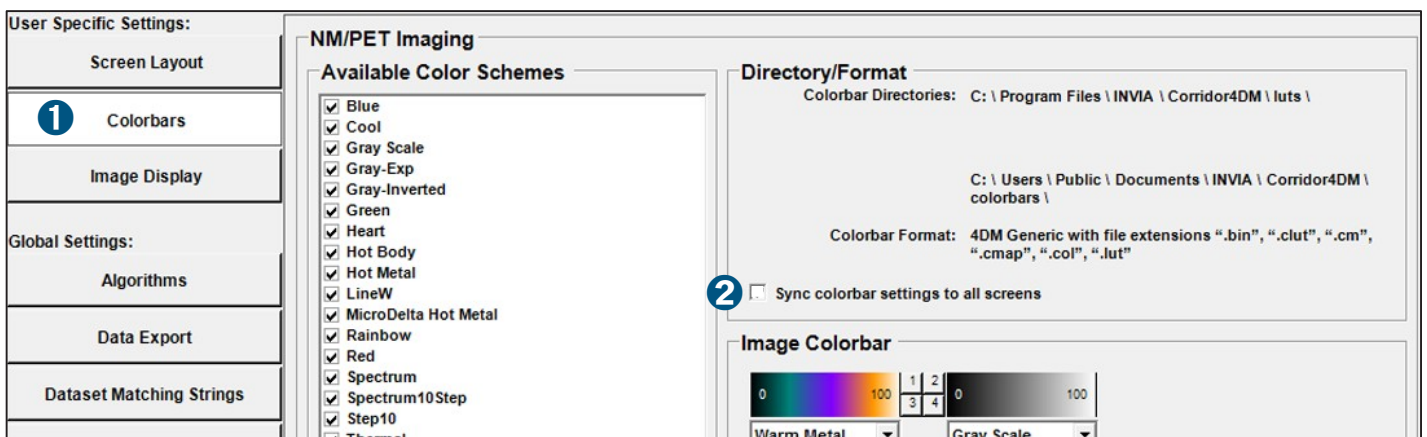 User Specific Settings:
Screen Layout
1
Colorbars
Image Display
Global Settings:
Algorithms
Data Export
Dataset Matching Strings
NM/PET Imaging
Available Color Schemes
Blue
Cool
Gray Scale
Gray-Exp
Gray-Inverted
Green
Heart
Hot Body
Hot Metal
LineW
MicroDelta Hot Metal
Rainbow
Red
Spectrum
Spectrum10Step
Step10
Thermal
Directory/Format
Colorbar Directories: C: \ Program Files \ INVIA \ Corridor4DM \ luts \
C: \ Users \ Public \ Documents \ INVIA \ Corridor4DM \
colorbars \
Colorbar Format: 4DM Generic with file extensions “.bin”, “.clut”, “.cm”,
“.cmap”, “.col”, “.lut”
2 Sync colorbar settings to all screens
Image Colorbar
0 100 1 2 0 100
3 4
Warm Metal Gray Scale